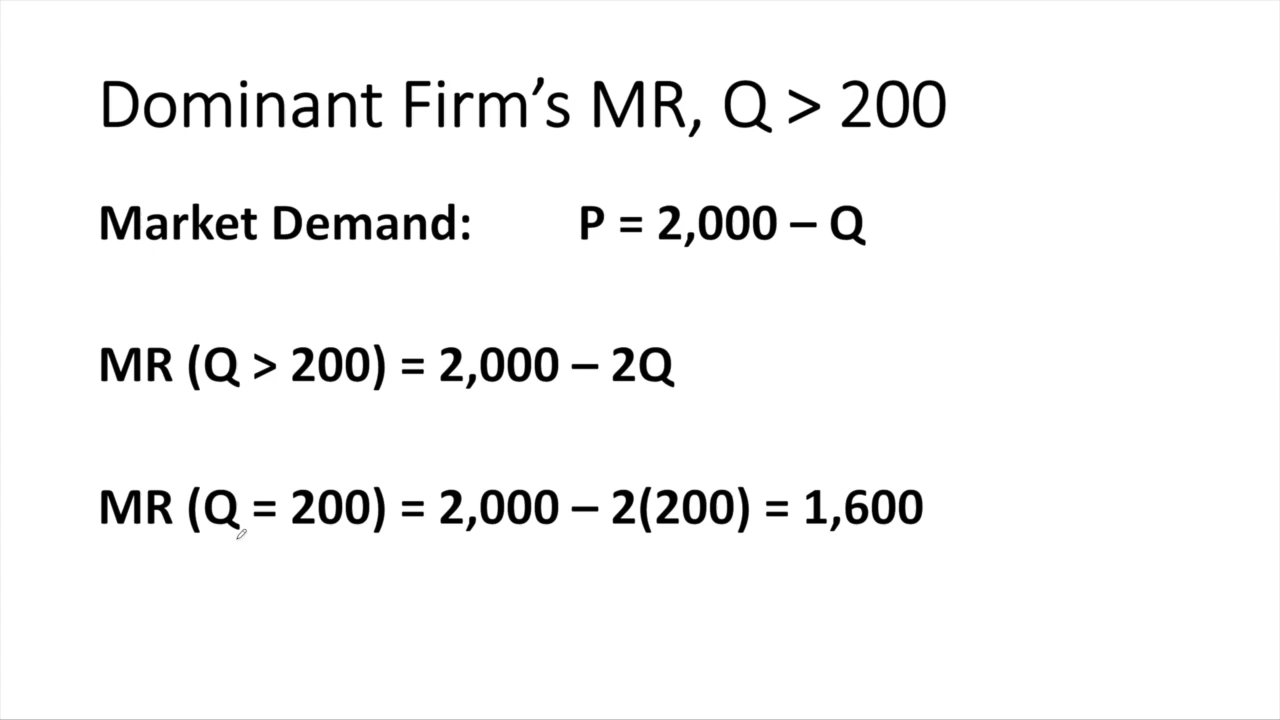 Dominant Firm’s MR, Q > 200
Market Demand: P = 2,000 – Q
MR (Q > 200) = 2,000 – 2Q
MR (Q = 200) = 2,000 – 2(200) = 1,600